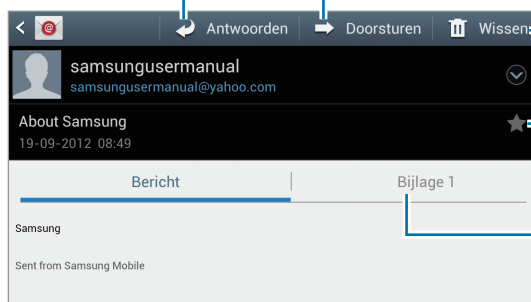 Antwoorden Doorsturen Wissen
samsungusermanual
samsungusermanual@yahoo.com
About Samsung
19-09-2012 08:49
Bericht Bijlage 1
Samsung
Sent from Samsung Mobile